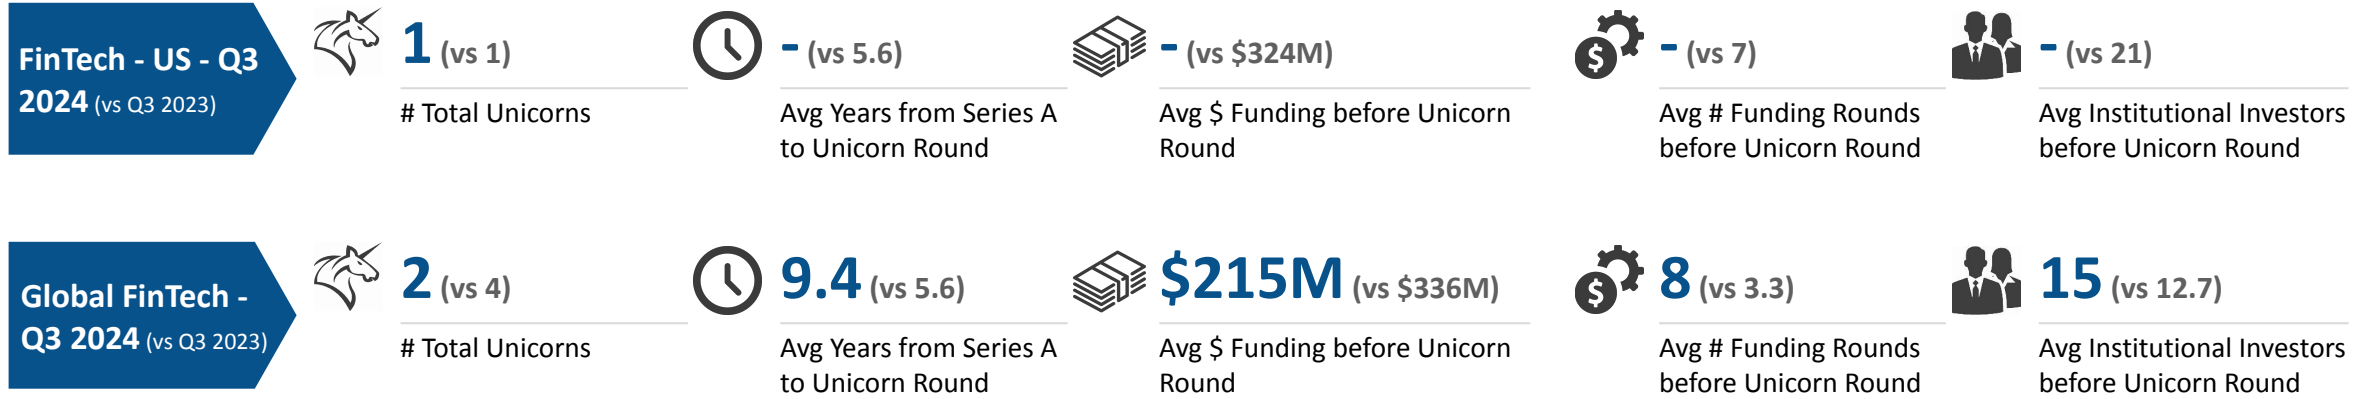 FinTech - US - Q3
2024 (vs Q3 2023)
1 (vs 1)
# Total Unicorns
- (vs 5.6)
Avg Years from Series A
to Unicorn Round
- (vs $324M)
Avg $ Funding before Unicorn
Round
$
- (vs 7)
Avg # Funding Rounds
before Unicorn Round
- (vs 21)
Avg Institutional Investors
before Unicorn Round
Global FinTech -
Q3 2024 (vs Q3 2023)
2 (vs 4)
# Total Unicorns
9.4 (vs 5.6)
Avg Years from Series A
to Unicorn Round
$215M (vs $336M)
Avg $ Funding before Unicorn
Round
$
8 (vs 3.3)
Avg # Funding Rounds
before Unicorn Round
15 (vs 12.7)
Avg Institutional Investors
before Unicorn Round